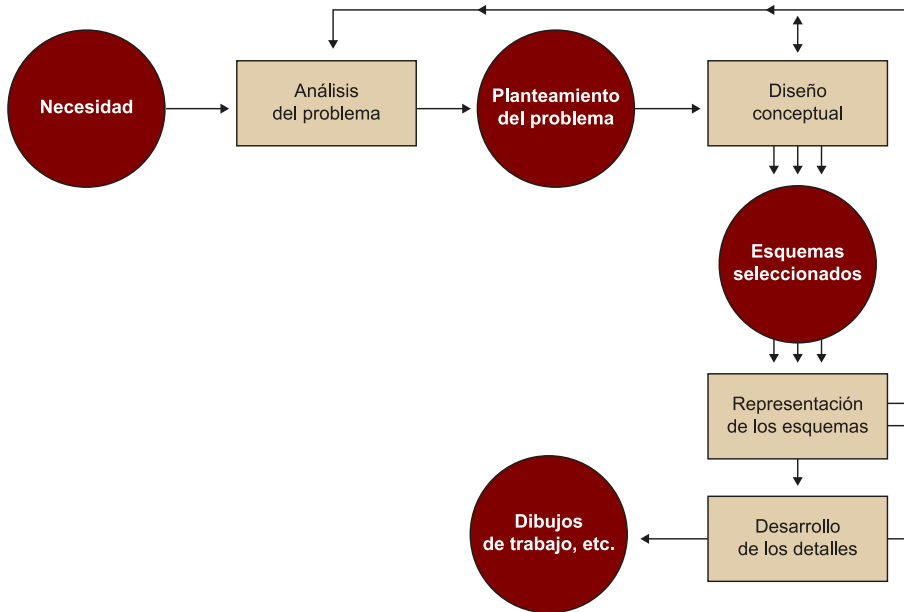 Necesidad
Análisis
del problema
Planteamiento
del problema
Diseño
conceptual
Esquemas
seleccionados
Representación
de los esquemas
Desarrollo
de los detalles
Dibujos
de trabajo, etc.